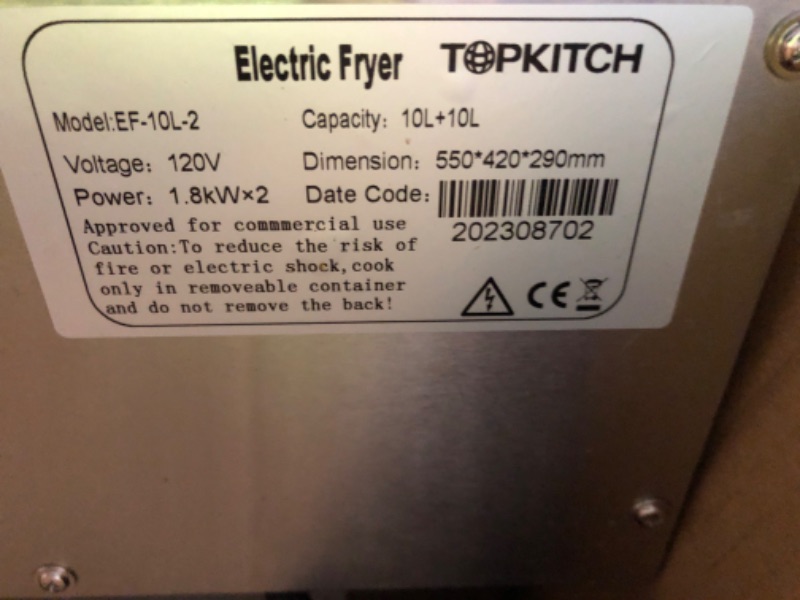 Electric Fryer TOPKITCH
Model:EF-10L-2 Capacity: 10L+10L
Voltage: 120V Dimension: 550*420*290mm
Power: 1.8kW×2 Date Code:
202308702
Approved for commmercial use
Caution:To reduce the risk of
fire or electric shock,cook
only in removeable container
and do not remove the back!
CE